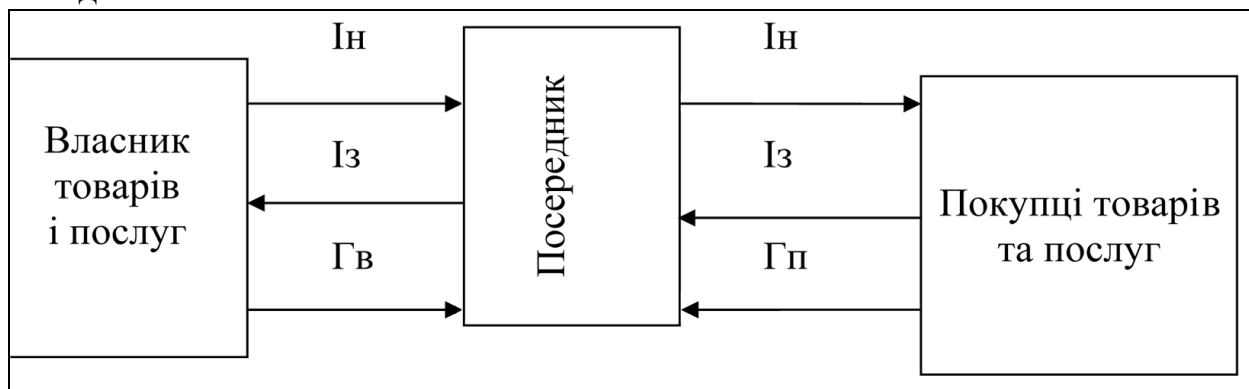 Ін
Ін
Власник
товарів
і послуг
Із
Із
Посередник
Покупці товарів
та послуг
Гв
Гп